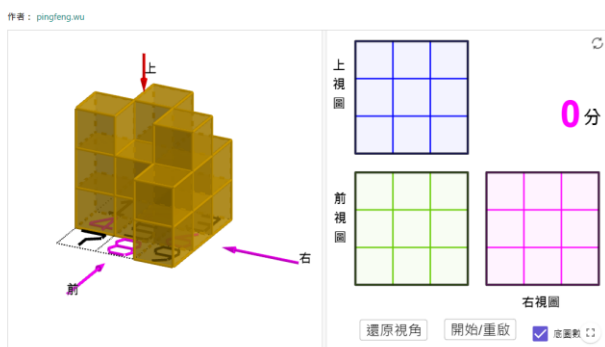 作者： pingfeng.wu
上
右
前
上視圖
0分
前視圖
右視圖
還原視角
開始/重啟
底圖數